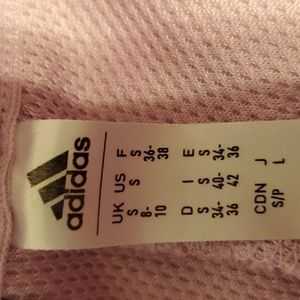 adidas
UK US F
S S S
8- 36-
10 38
D I E
S S S
34- 40- 34-
36 42 36
CDN J
S/P L